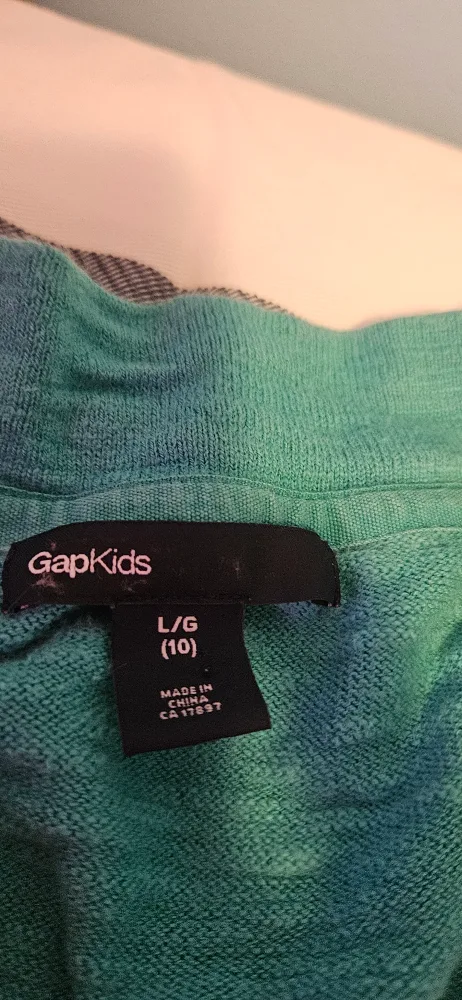 GapKids
L/G
(10)
MADE IN
CHINA
CA 17897